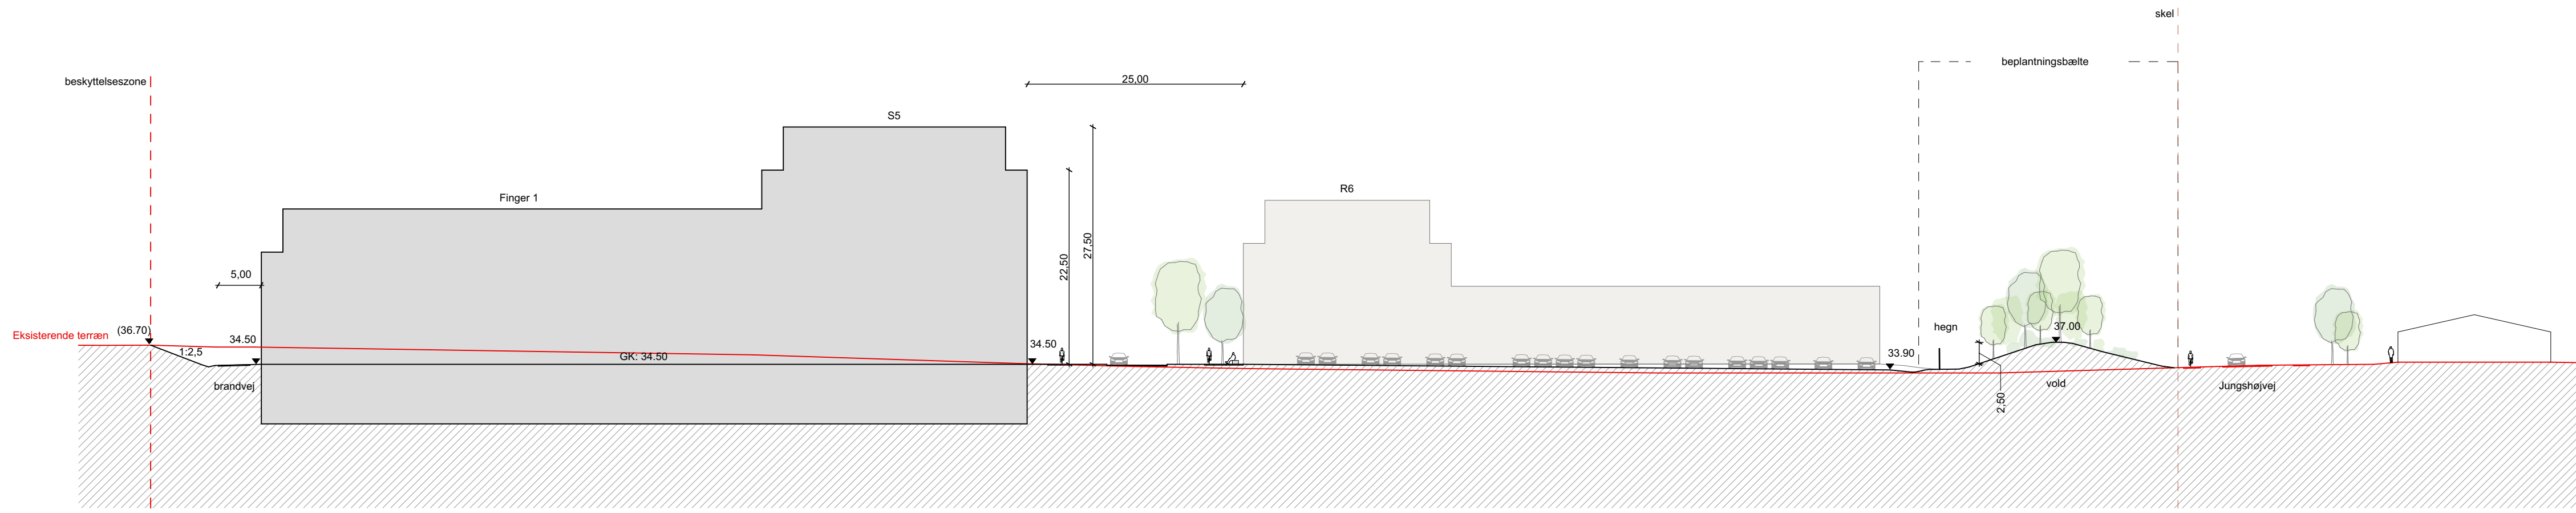 skel
beskyttelseszone
25,00
beplantningsbælte
S5
Finger 1
R6
27,50
22,50
5,00
Eksisterende terræn
(36.70)
34.50
1:2,5
GK: 34.50
34.50
33.90
hegn
37.00
brandvej
2,50
vold
Jungshøjvej